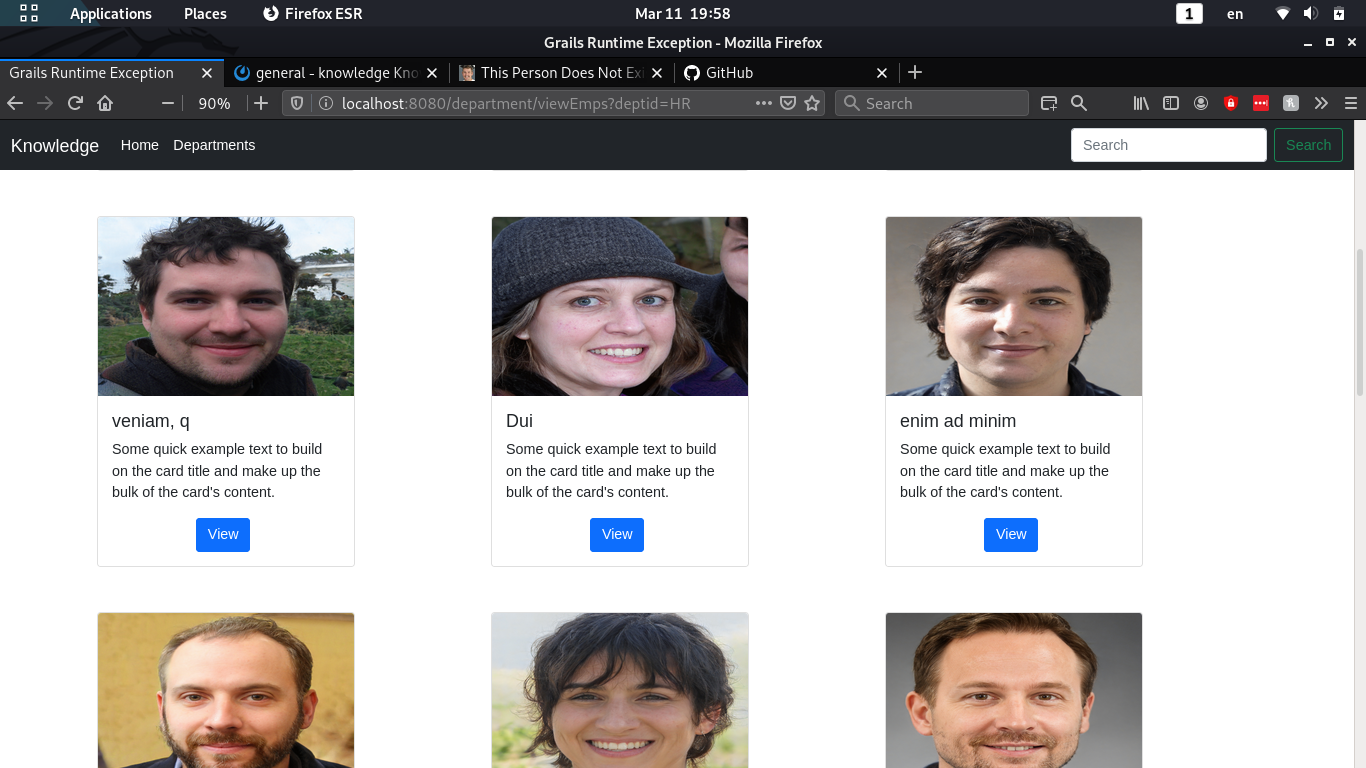 Applications Places Firefox ESR Mar 11 19:58 1 en
Grails Runtime Exception - Mozilla Firefox
Grails Runtime Exception general - knowledge Kno This Person Does Not Exi GitHub
90% localhost:8080/department/viewEmps?deptid=HR Search
Knowledge Home Departments Search Search
veniam, q Dui enim ad minim
Some quick example text to build Some quick example text to build Some quick example text to build
on the card title and make up the on the card title and make up the on the card title and make up the
bulk of the card's content. bulk of the card's content. bulk of the card's content.
View View View